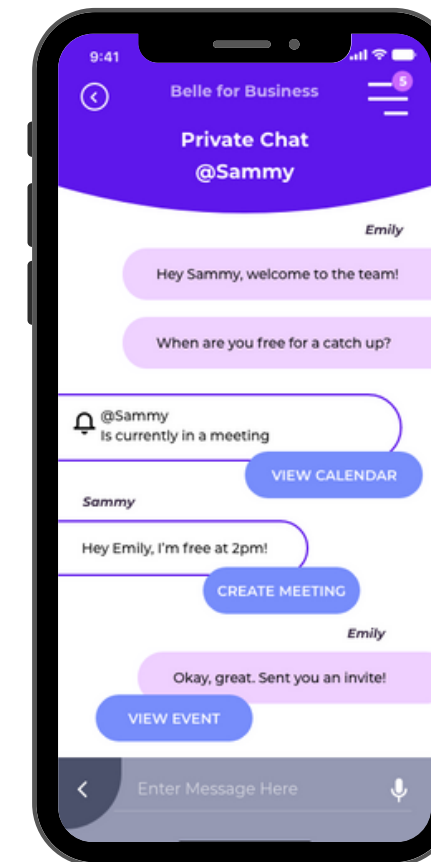 9:41
Belle for Business
5
Private Chat
@Sammy
Emily
Hey Sammy, welcome to the team!
When are you free for a catch up?
@Sammy
Is currently in a meeting
VIEW CALENDAR
Sammy
Hey Emily, I'm free at 2pm!
CREATE MEETING
Emily
Okay, great. Sent you an invite!
VIEW EVENT
Enter Message Here